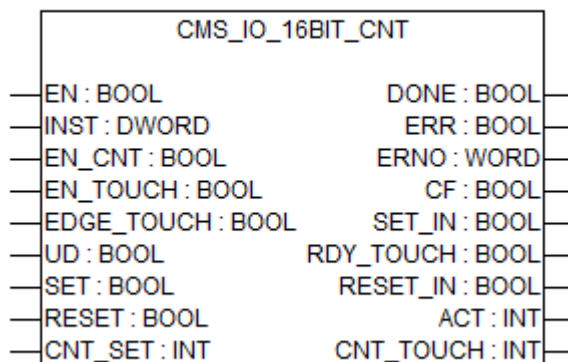 CMS_IO_16BIT_CNT
EN : BOOL DONE : BOOL
INST : DWORD ERR : BOOL
EN_CNT : BOOL ERNO : WORD
EN_TOUCH : BOOL CF : BOOL
EDGE_TOUCH : BOOL SET_IN : BOOL
UD : BOOL RDY_TOUCH : BOOL
SET : BOOL RESET_IN : BOOL
RESET : BOOL ACT : INT
CNT_SET : INT CNT_TOUCH : INT